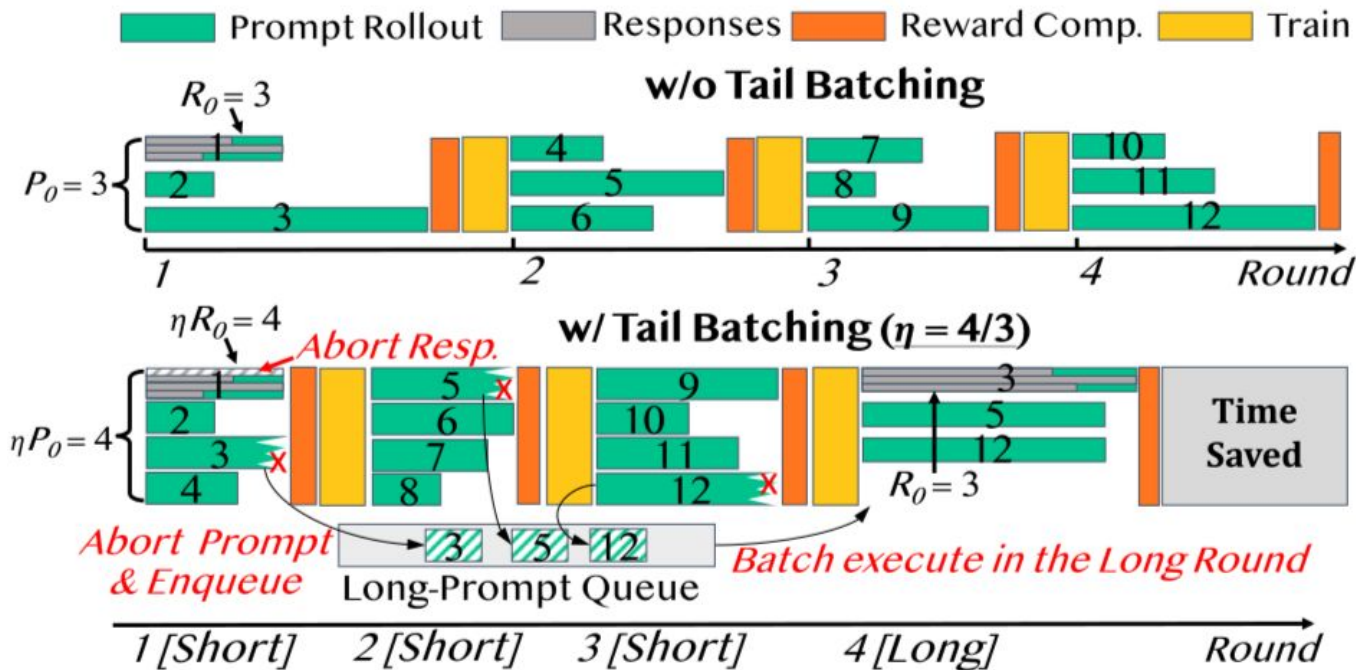 Prompt Rollout Responses Reward Comp. Train
w/o Tail Batching
R₀ = 3
P₀ = 3
1
2
3
4
5
6
7
8
9
10
11
12
1 2 3 4 Round
w/ Tail Batching (η = 4/3)
ηR₀ = 4
Abort Resp.
ηP₀ = 4
1
2
3
4
5
6
7
8
9
10
11
12
3
5
12
R₀ = 3
Time
Saved
X
X
X
Abort Prompt
& Enqueue
3 5 12
Long-Prompt Queue
Batch execute in the Long Round
1 [Short] 2 [Short] 3 [Short] 4 [Long] Round